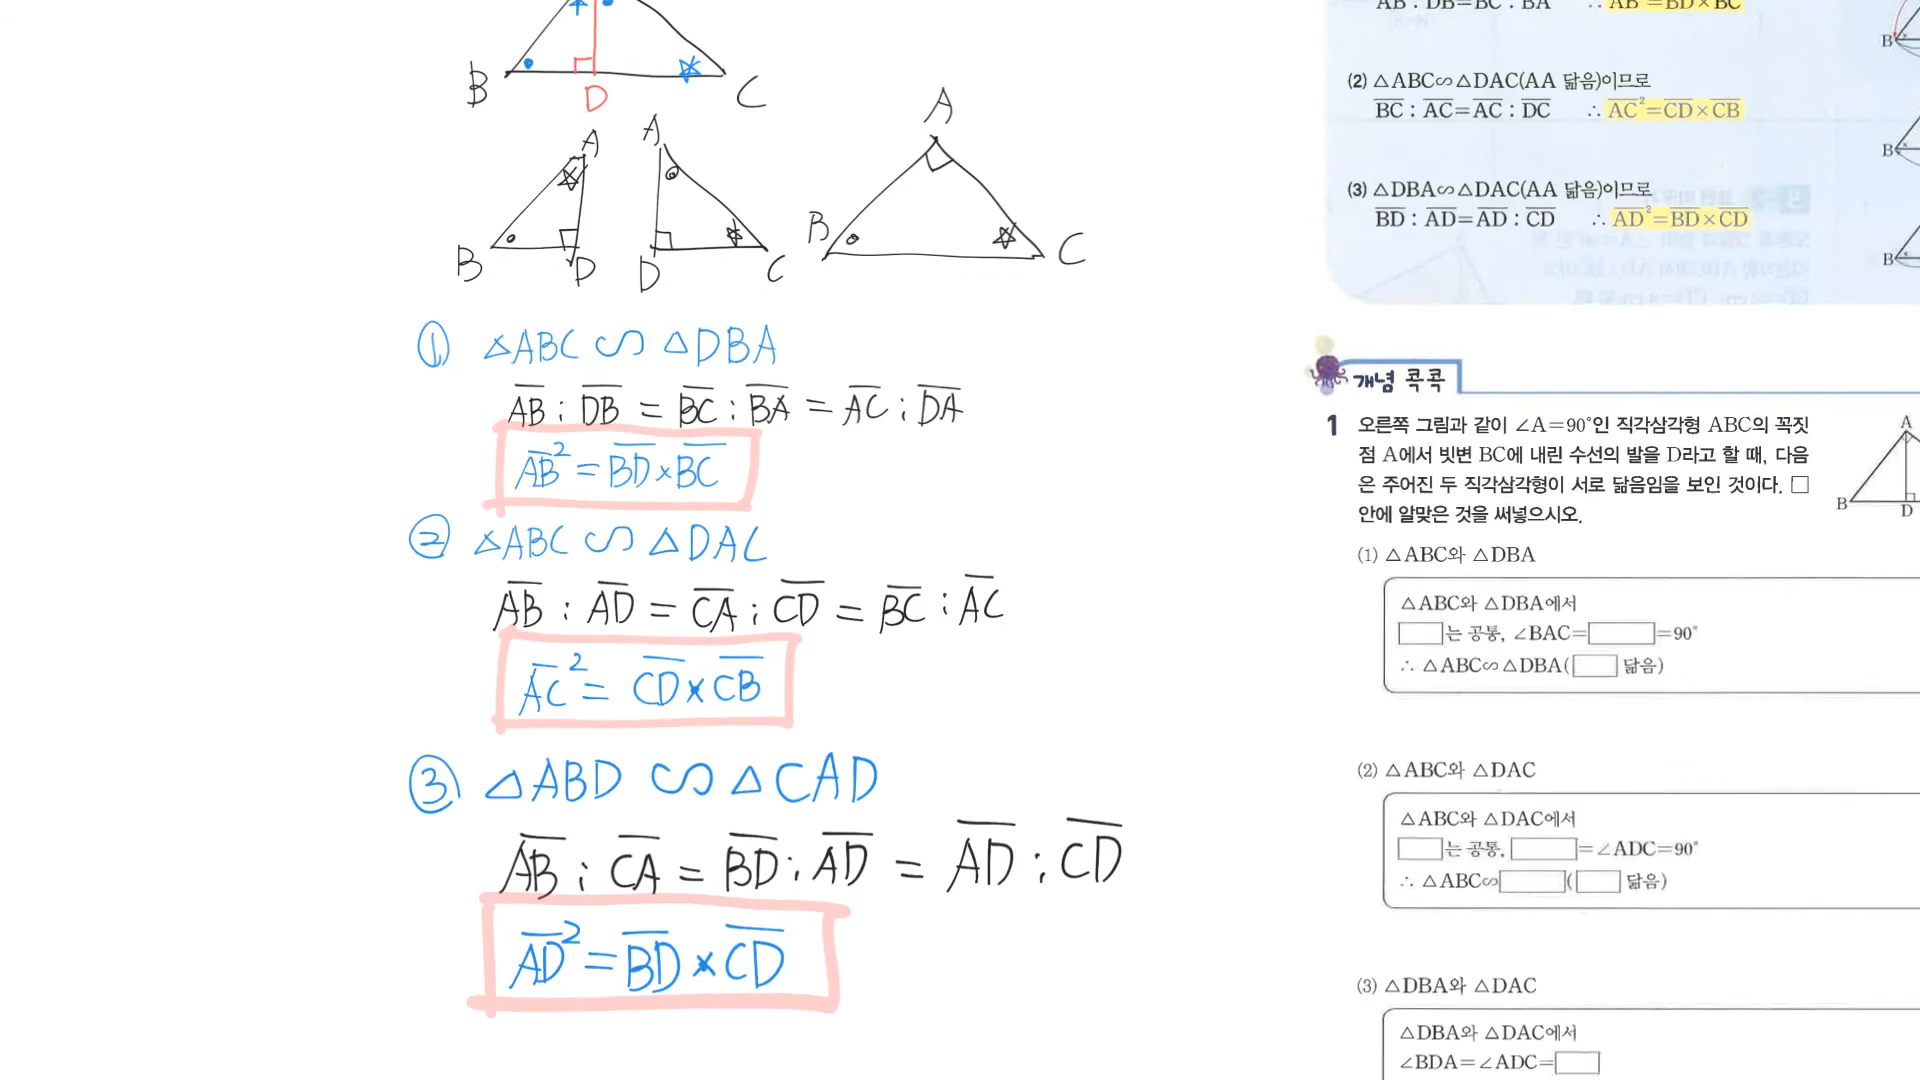 B
D
C
A
B
D
A
D
C
A
B
C
① △ABC ∽ △DBA
AB : DB = BC : BA = AC : DA
AB² = BD × BC
② △ABC ∽ △DAC
AB : AD = CA : CD = BC : AC
AC² = CD × CB
③ △ABD ∽ △CAD
AB : CA = BD : AD = AD : CD
AD² = BD × CD
AB : DB=BC : BA ∴ AB²=BD×BC
B
(2) △ABC∽△DAC(AA 닮음)이므로
BC : AC=AC : DC ∴ AC²=CD×CB
B
(3) △DBA∽△DAC(AA 닮음)이므로
BD : AD=AD : CD ∴ AD²=BD×CD
B
개념 콕콕
1 오른쪽 그림과 같이 ∠A=90°인 직각삼각형 ABC의 꼭짓
점 A에서 빗변 BC에 내린 수선의 발을 D라고 할 때, 다음
은 주어진 두 직각삼각형이 서로 닮음임을 보인 것이다. □
안에 알맞은 것을 써넣으시오.
A
B
D
(1) △ABC와 △DBA
△ABC와 △DBA에서
□는 공통, ∠BAC=□=90°
∴ △ABC∽△DBA(□ 닮음)
(2) △ABC와 △DAC
△ABC와 △DAC에서
□는 공통, □=∠ADC=90°
∴ △ABC∽□(□ 닮음)
(3) △DBA와 △DAC
△DBA와 △DAC에서
∠BDA=∠ADC=□